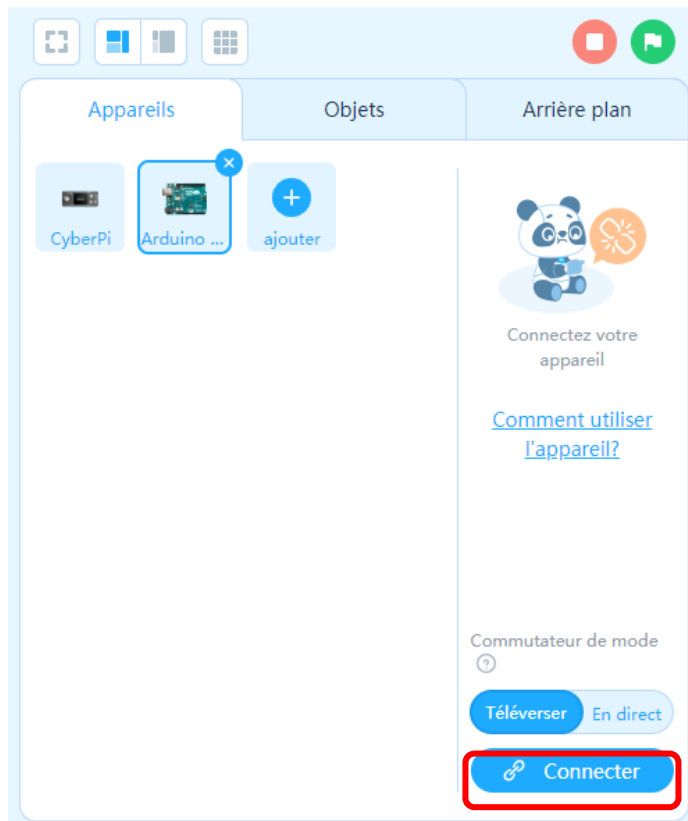 Appareils
Objets
Arrière plan
CyberPi
Arduino ...
ajouter
Connectez votre
appareil
Comment utiliser
l'appareil?
Commutateur de mode
?
Téléverser
En direct
Connecter